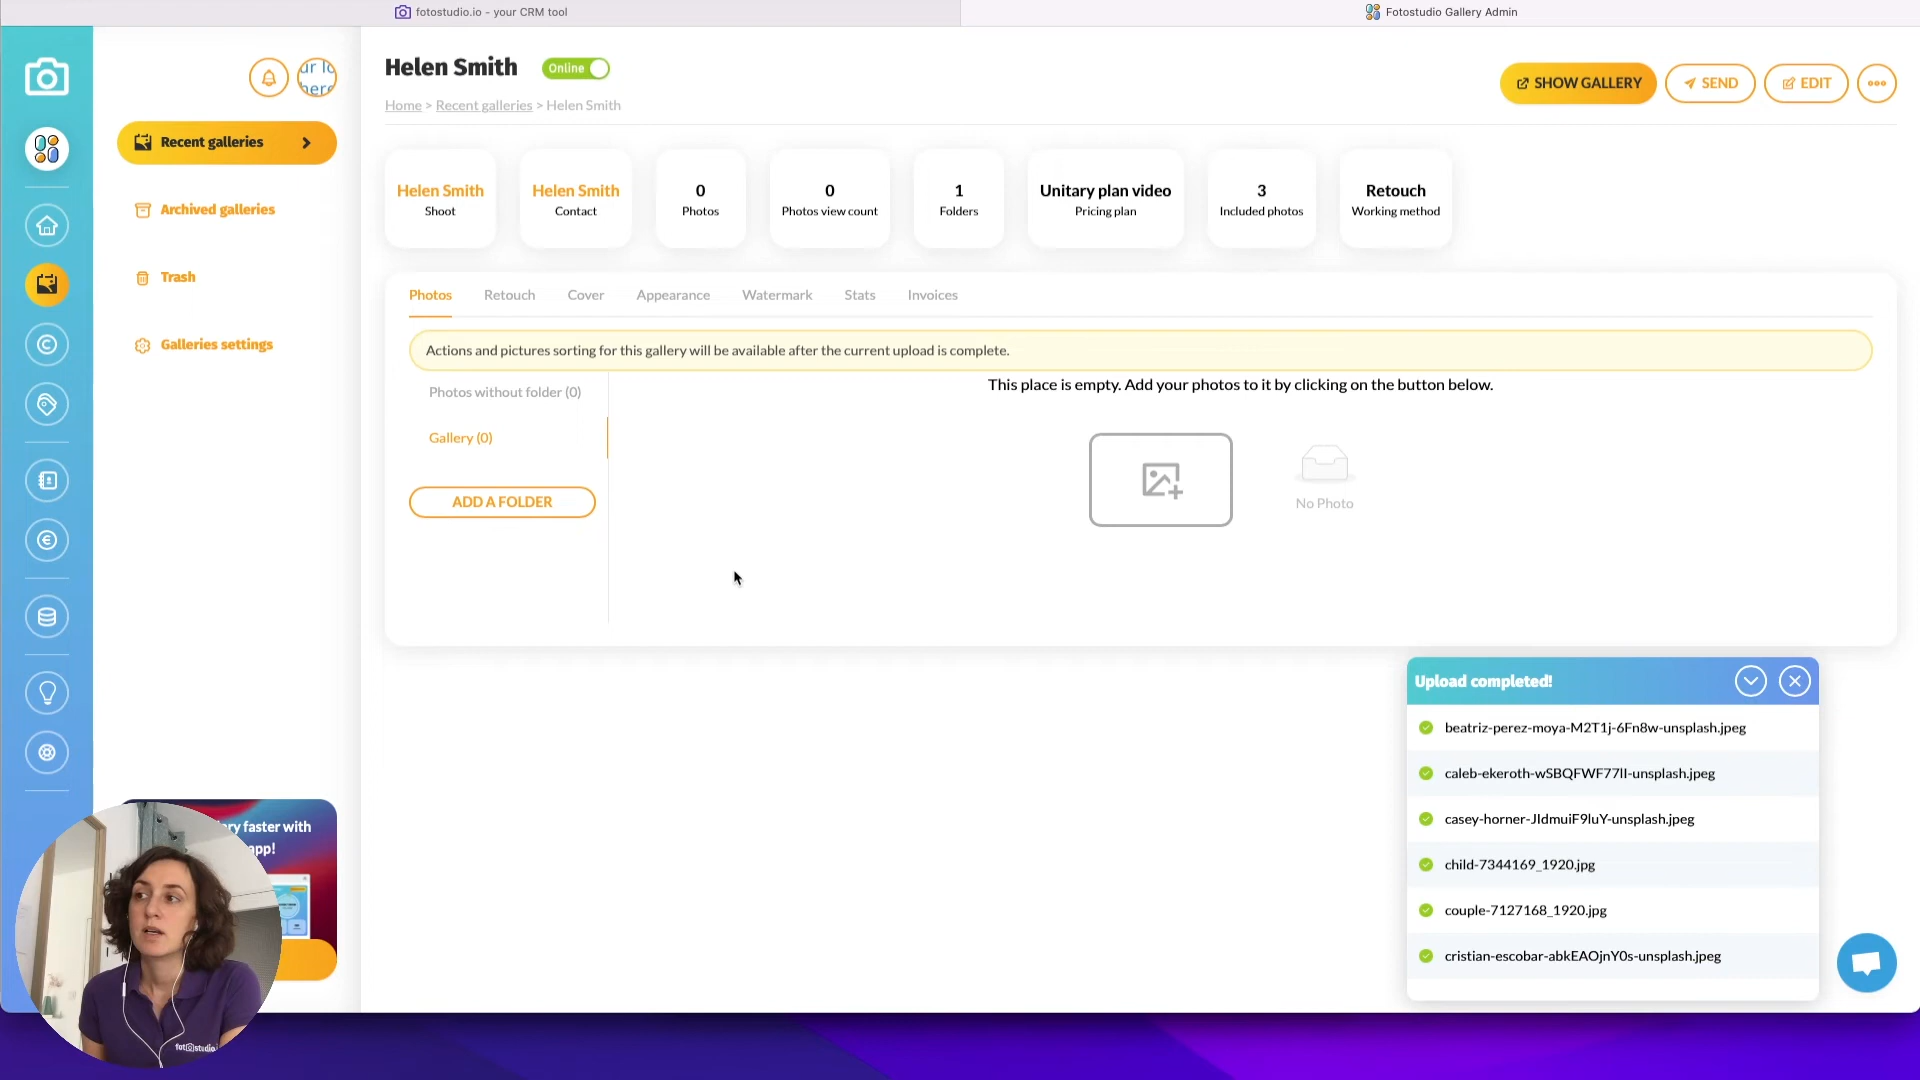 fotostudio.io - your CRM tool
Fotostudio Gallery Admin
Helen Smith
Online
SHOW GALLERY
SEND
EDIT
Home > Recent galleries > Helen Smith
Recent galleries
Archived galleries
Trash
Galleries settings
Helen Smith
Shoot
Helen Smith
Contact
0
Photos
0
Photos view count
1
Folders
Unitary plan video
Pricing plan
3
Included photos
Retouch
Working method
Photos
Retouch
Cover
Appearance
Watermark
Stats
Invoices
Actions and pictures sorting for this gallery will be available after the current upload is complete.
Photos without folder (0)
Gallery (0)
ADD A FOLDER
This place is empty. Add your photos to it by clicking on the button below.
No Photo
Upload completed!
beatriz-perez-moya-M2T1j-6Fn8w-unsplash.jpeg
caleb-ekeroth-wSBQFWF77lI-unsplash.jpeg
casey-horner-JIdmuiF9luY-unsplash.jpeg
child-7344169_1920.jpg
couple-7127168_1920.jpg
cristian-escobar-abkEAOjnY0s-unsplash.jpeg
faster with
app!
fotostudio